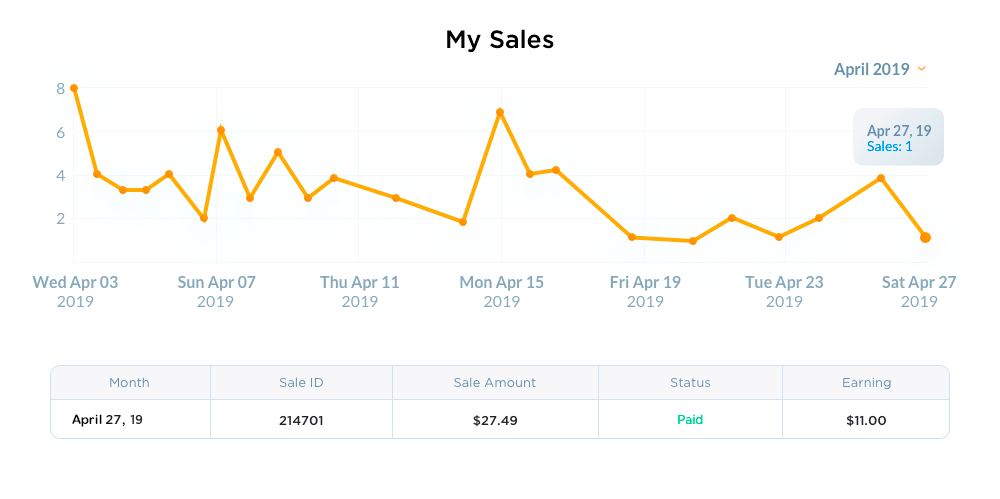 My Sales
April 2019
8
6
4
2
Apr 27, 19
Sales: 1
Wed Apr 03 Sun Apr 07 Thu Apr 11 Mon Apr 15 Fri Apr 19 Tue Apr 23 Sat Apr 27
2019 2019 2019 2019 2019 2019 2019
Month Sale ID Sale Amount Status Earning
April 27, 19 214701 $27.49 Paid $11.00